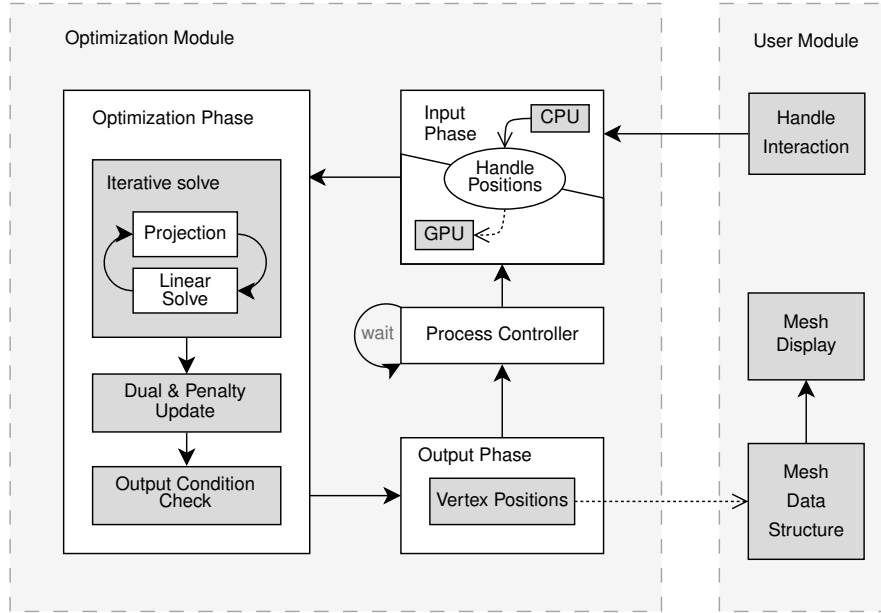 Optimization Module
User Module
Optimization Phase
Iterative solve
Projection
Linear
Solve
Dual & Penalty
Update
Output Condition
Check
Input
Phase
CPU
Handle
Positions
GPU
wait
Process Controller
Output Phase
Vertex Positions
Handle
Interaction
Mesh
Display
Mesh
Data
Structure